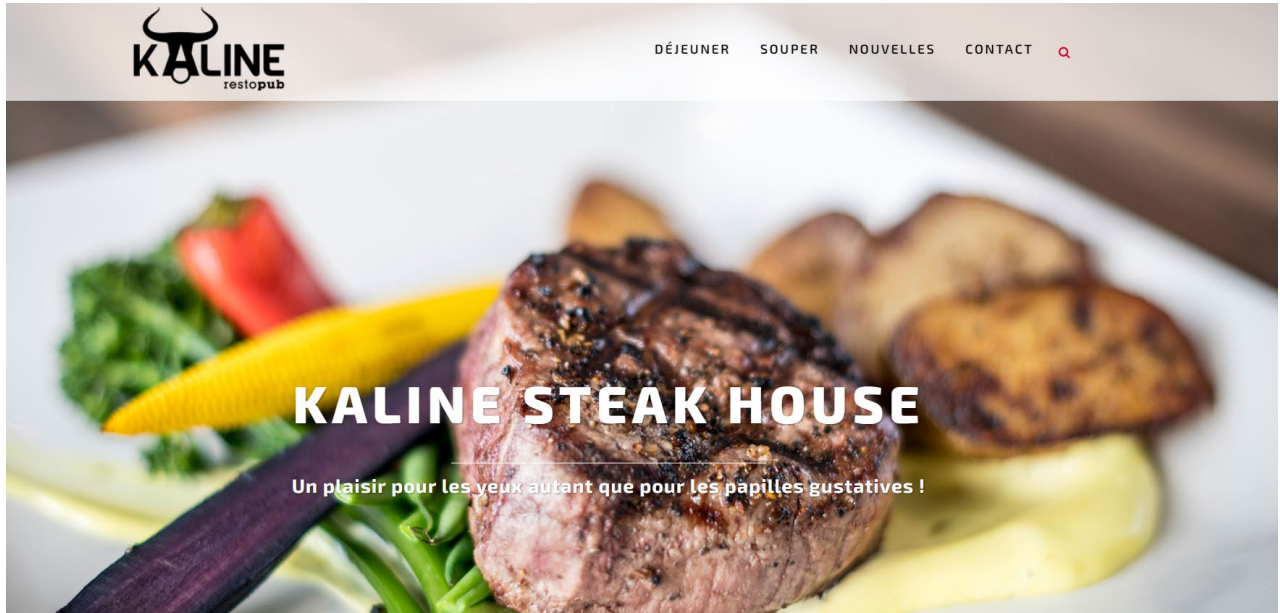 KALINE
restopub
DÉJEUNER SOUPER NOUVELLES CONTACT
KALINE STEAK HOUSE
Un plaisir pour les yeux autant que pour les papilles gustatives !